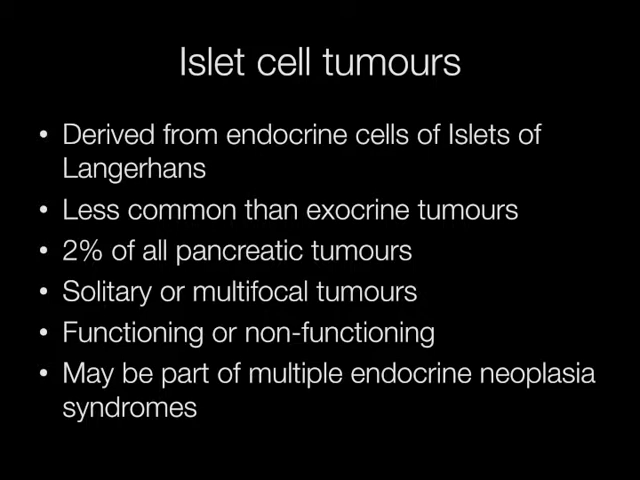 Islet cell tumours
• Derived from endocrine cells of Islets of
Langerhans
• Less common than exocrine tumours
• 2% of all pancreatic tumours
• Solitary or multifocal tumours
• Functioning or non-functioning
• May be part of multiple endocrine neoplasia
syndromes